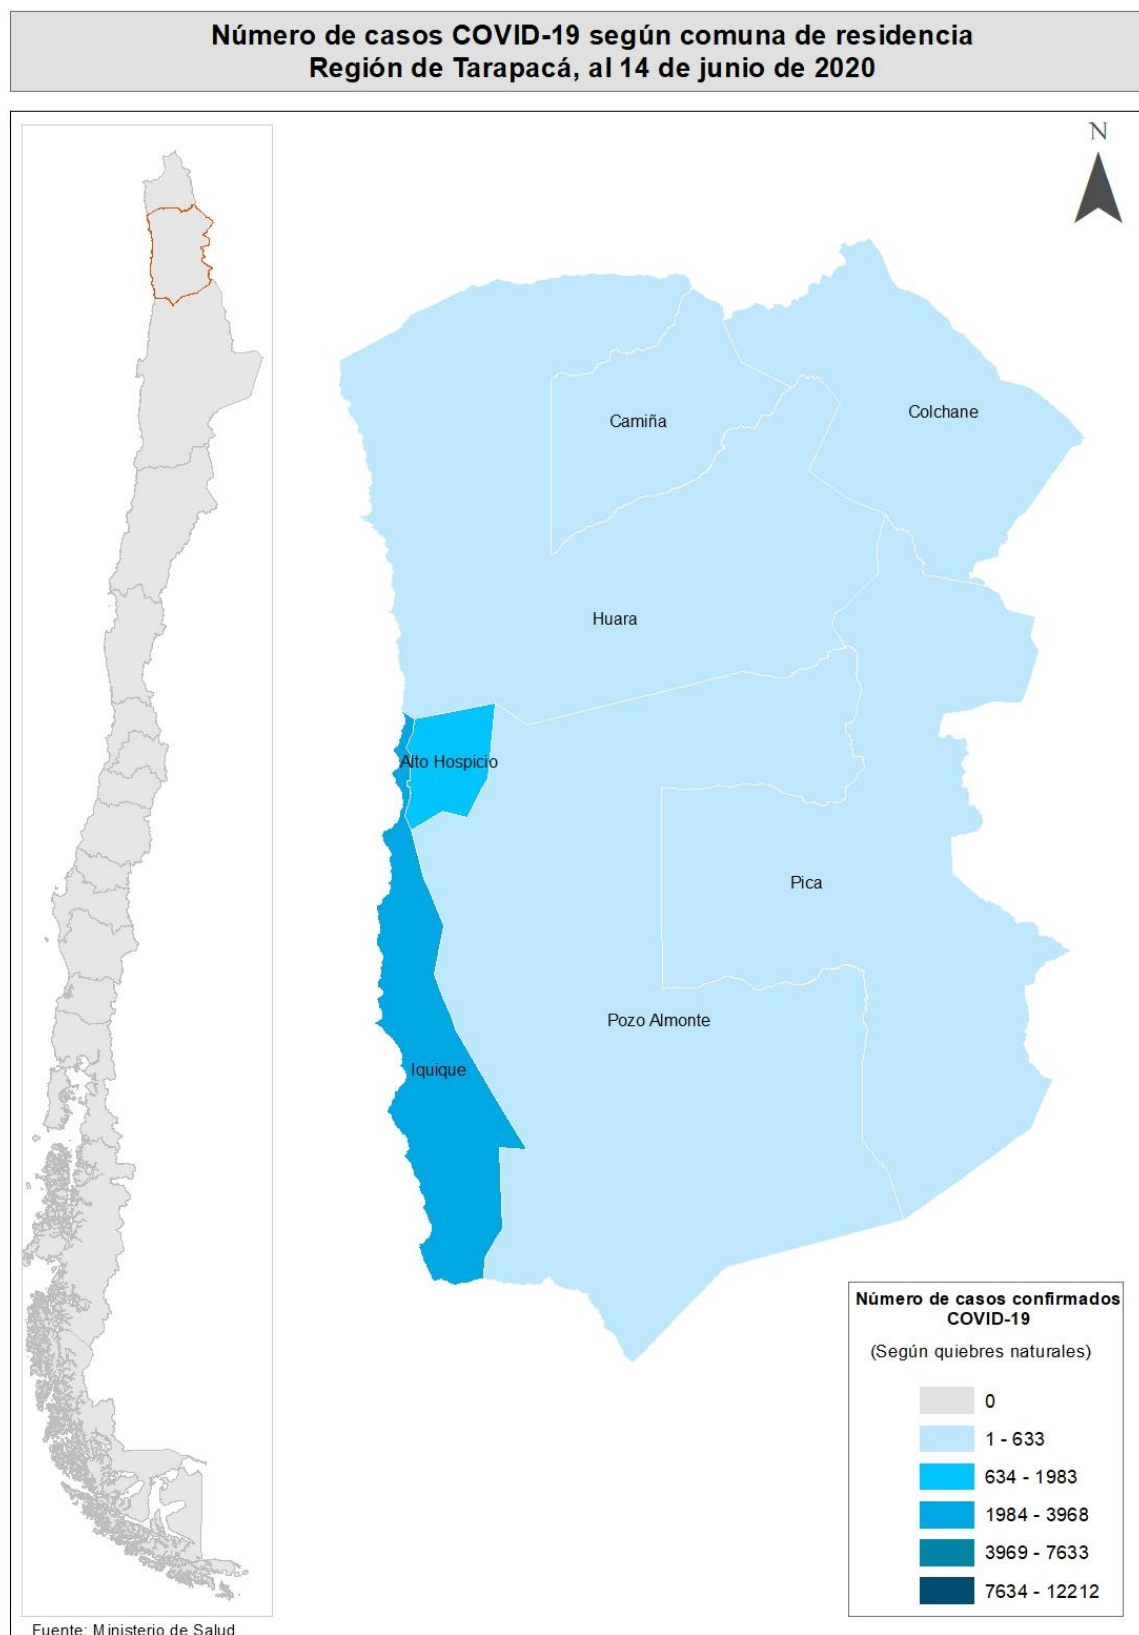 Número de casos COVID-19 según comuna de residencia
Región de Tarapacá, al 14 de junio de 2020
N
Camiña
Colchane
Huara
Alto Hospicio
Pica
Pozo Almonte
Iquique
Número de casos confirmados
COVID-19
(Según quiebres naturales)
0
1 - 633
634 - 1983
1984 - 3968
3969 - 7633
7634 - 12212
Fuente: Ministerio de Salud